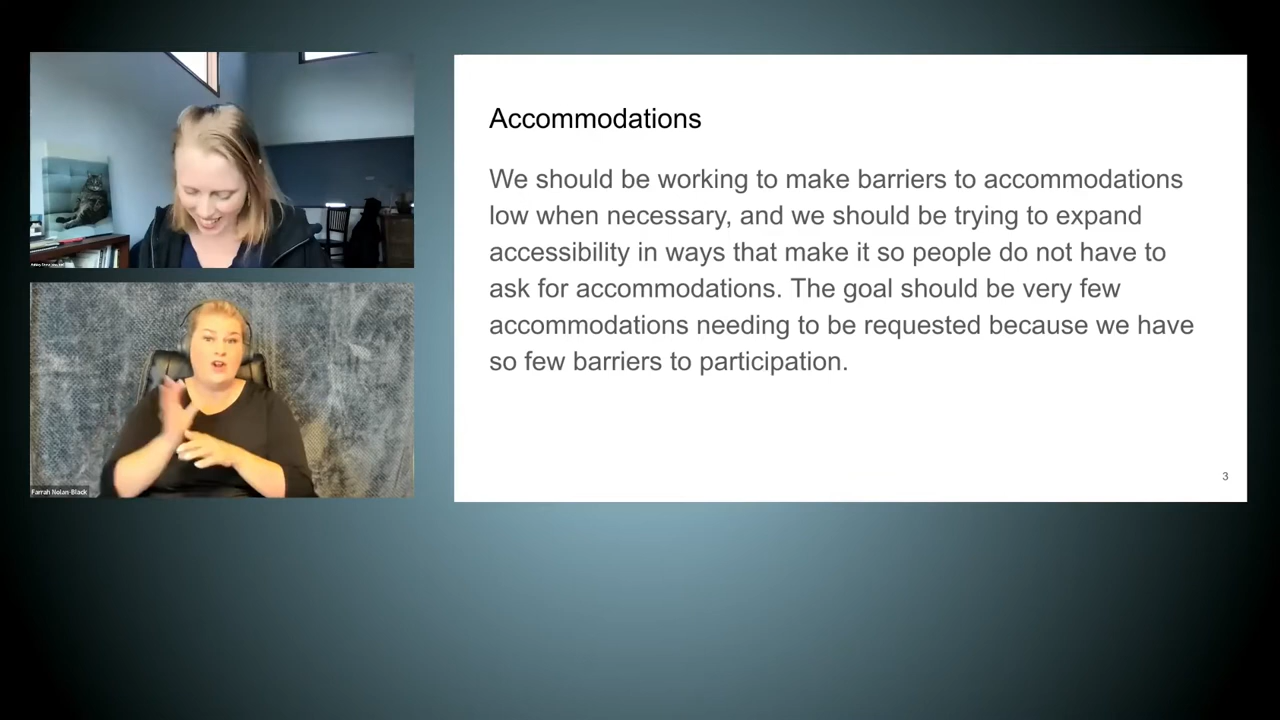 Accommodations
We should be working to make barriers to accommodations
low when necessary, and we should be trying to expand
accessibility in ways that make it so people do not have to
ask for accommodations. The goal should be very few
accommodations needing to be requested because we have
so few barriers to participation.
3
Farrah Nolan-Black